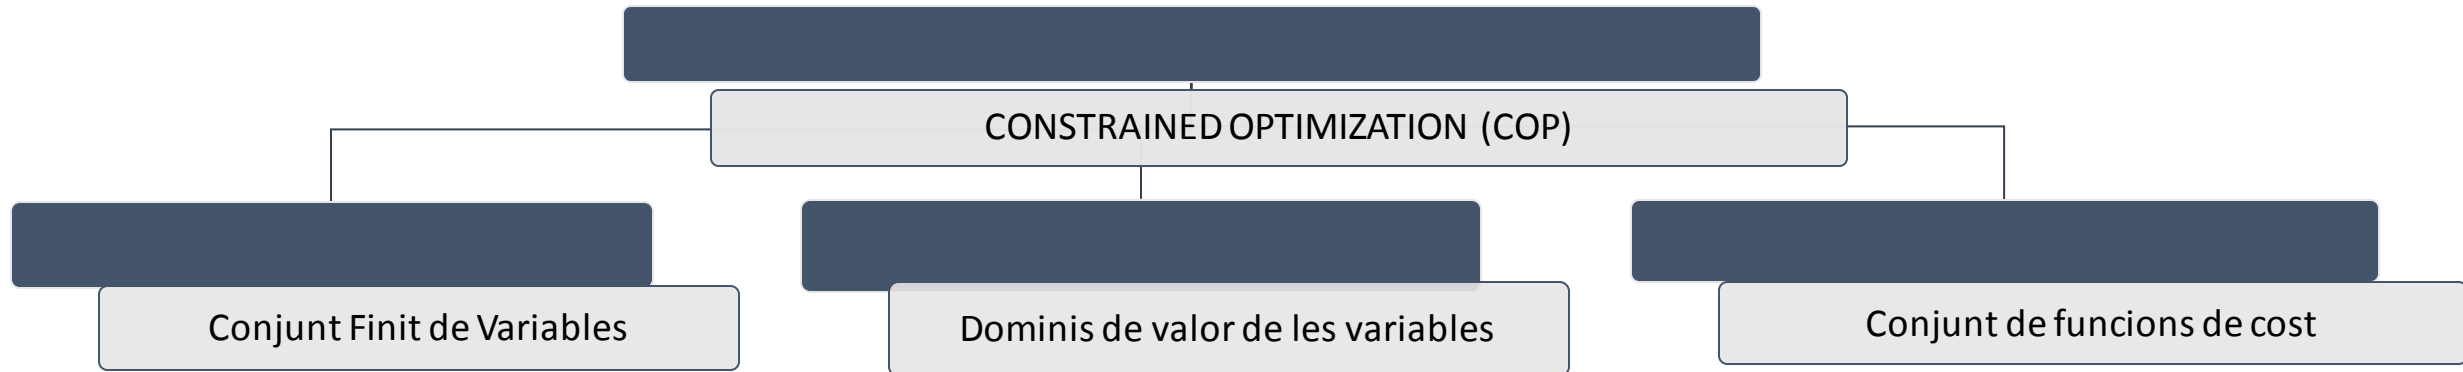 CONSTRAINED OPTIMIZATION (COP)
Conjunt Finit de Variables
Dominis de valor de les variables
Conjunt de funcions de cost